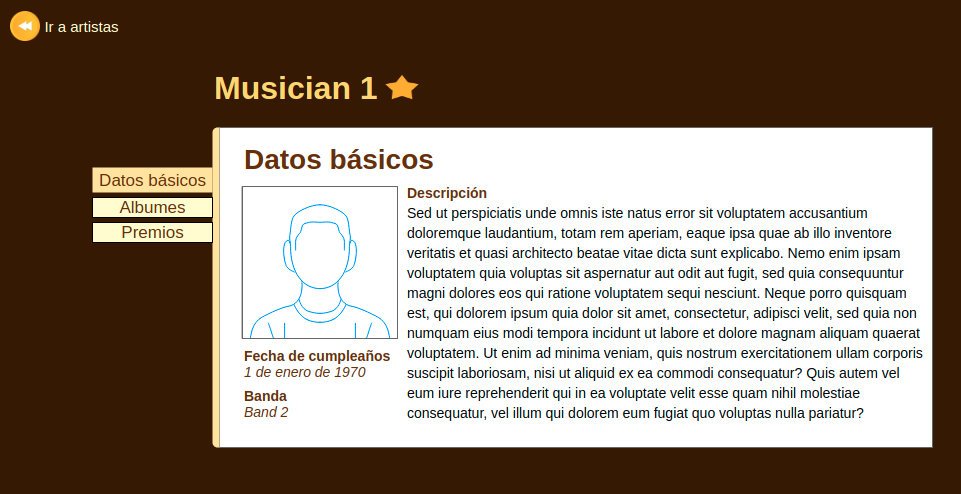 Ir a artistas
Musician 1
Datos básicos
Albumes
Premios
Datos básicos
Fecha de cumpleaños
1 de enero de 1970
Banda
Band 2
Descripción
Sed ut perspiciatis unde omnis iste natus error sit voluptatem accusantium
doloremque laudantium, totam rem aperiam, eaque ipsa quae ab illo inventore
veritatis et quasi architecto beatae vitae dicta sunt explicabo. Nemo enim ipsam
voluptatem quia voluptas sit aspernatur aut odit aut fugit, sed quia consequuntur
magni dolores eos qui ratione voluptatem sequi nesciunt. Neque porro quisquam
est, qui dolorem ipsum quia dolor sit amet, consectetur, adipisci velit, sed quia non
numquam eius modi tempora incidunt ut labore et dolore magnam aliquam quaerat
voluptatem. Ut enim ad minima veniam, quis nostrum exercitationem ullam corporis
suscipit laboriosam, nisi ut aliquid ex ea commodi consequatur? Quis autem vel
eum iure reprehenderit qui in ea voluptate velit esse quam nihil molestiae
consequatur, vel illum qui dolorem eum fugiat quo voluptas nulla pariatur?